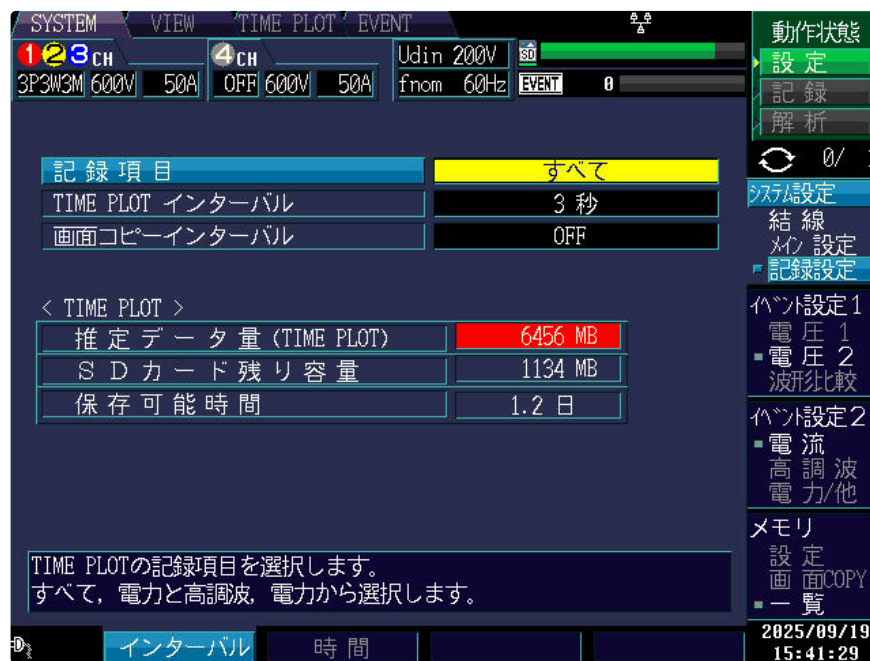 SYSTEM VIEW TIME PLOT EVENT
123CH 4CH Udin 200V SD
3P3W3M 600V 50A OFF 600V 50A fnom 60Hz EVENT 0
動作状態
設定
記録
解析
0/
記録項目 すべて
TIME PLOT インターバル 3 秒
画面コピーインターバル OFF
< TIME PLOT >
推定データ量(TIME PLOT) 6456 MB
SDカード残り容量 1134 MB
保存可能時間 1.2 日
TIME PLOTの記録項目を選択します。
すべて, 電力と高調波, 電力から選択します。
システム設定
結線
メイン 設定
記録設定
イベント設定1
電圧 1
電圧 2
波形比較
イベント設定2
電流
高調波
電力/他
メモリ
設定
画面COPY
一覧
インターバル 時間
2025/09/19
15:41:29